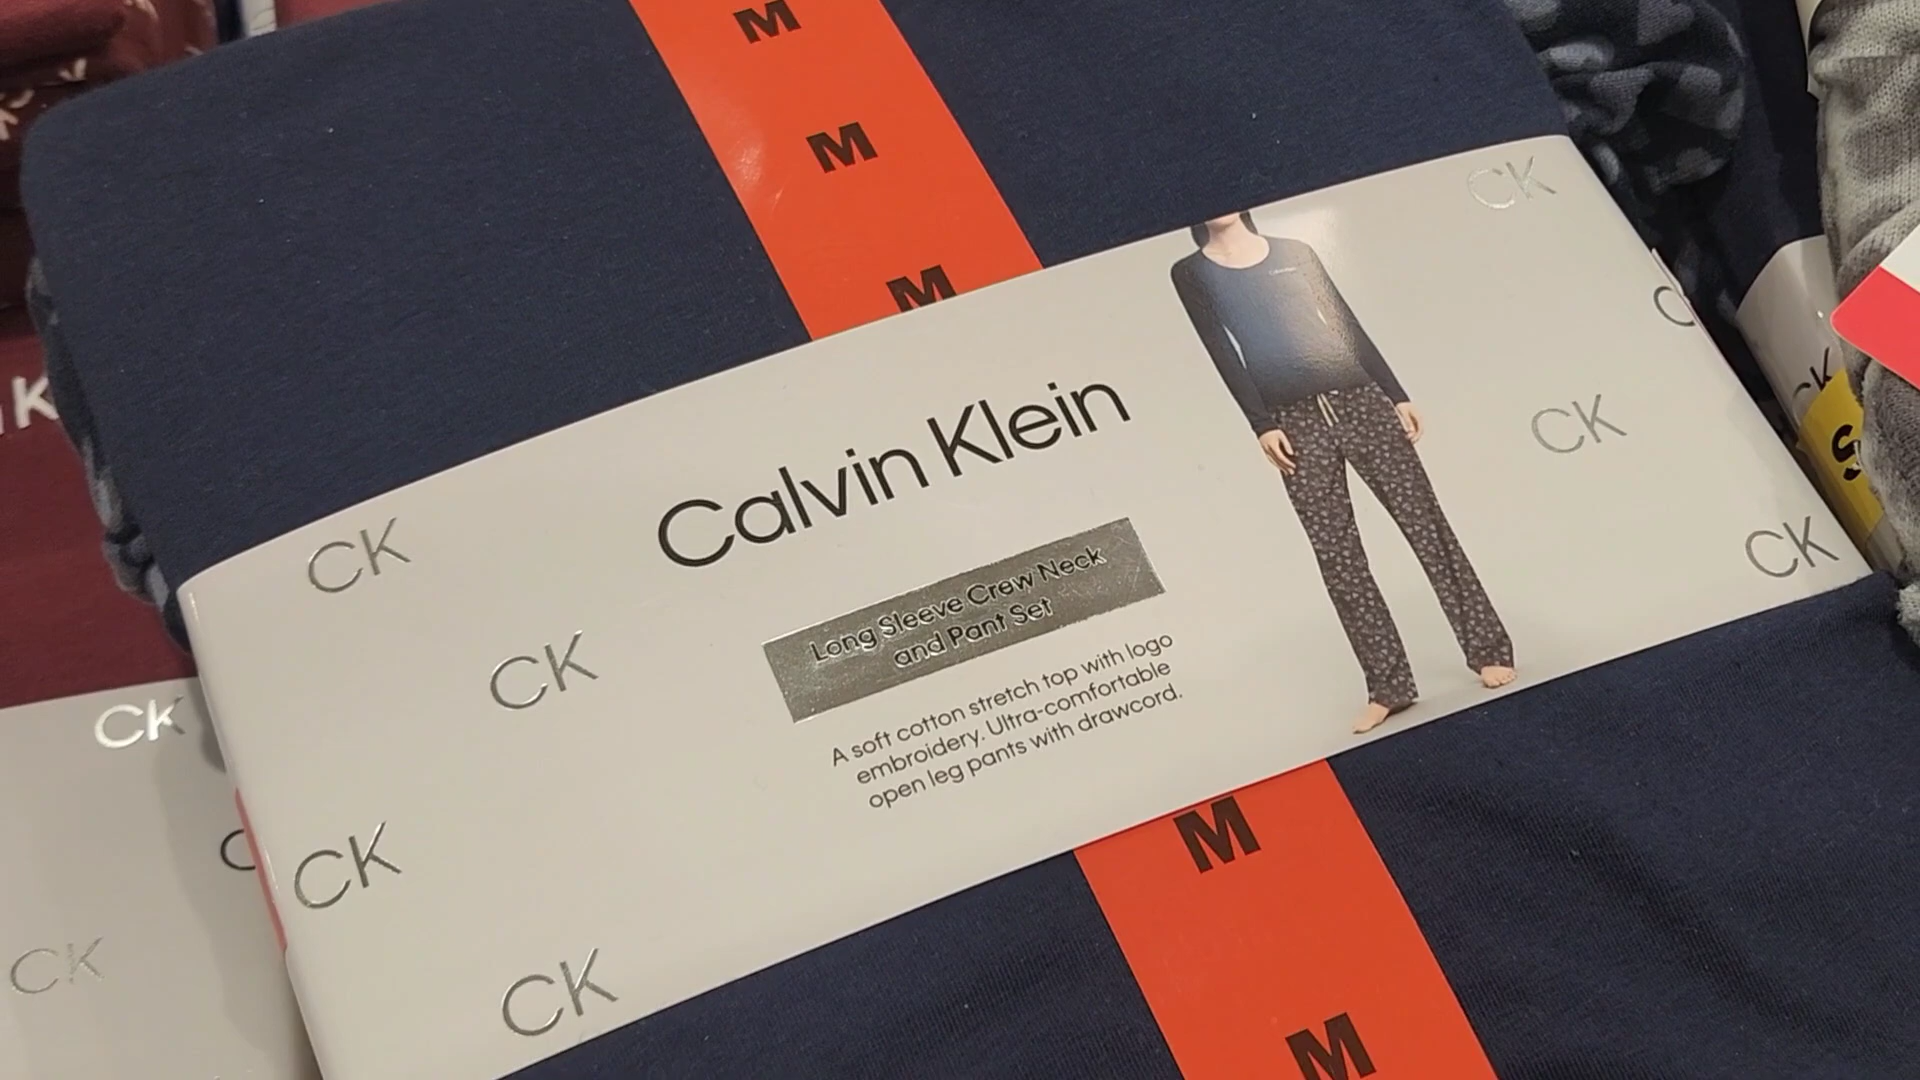 M
M
M
CK
C
CK
CK
Calvin Klein
Long Sleeve Crew Neck
and Pant Set
A soft cotton stretch top with logo
embroidery. Ultra-comfortable
open leg pants with drawcord.
CK
CK
CK
CK
M
M
K
CK
C
CK
CK
S